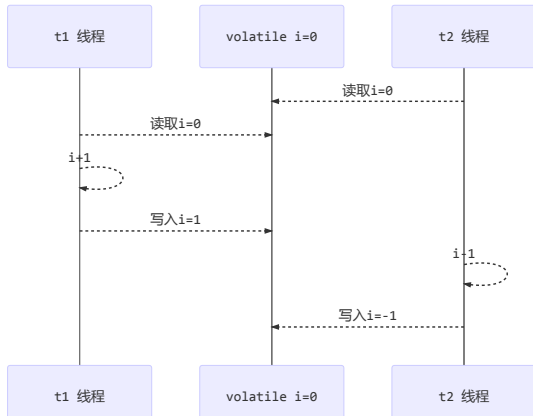 t1 线程
volatile i=0
t2 线程
读取i=0
读取i=0
i+1
写入i=1
i-1
写入i=-1
t1 线程
volatile i=0
t2 线程